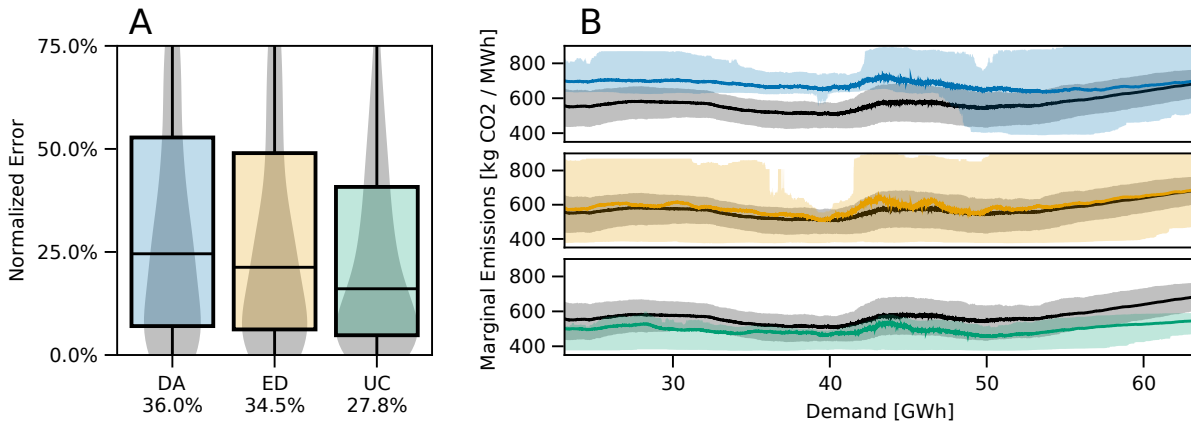 A
Normalized Error
75.0%
50.0%
25.0%
0.0%
DA
36.0%
ED
34.5%
UC
27.8%
B
Marginal Emissions [kg CO2 / MWh]
800
600
400
800
600
400
800
600
400
30
40
50
60
Demand [GWh]